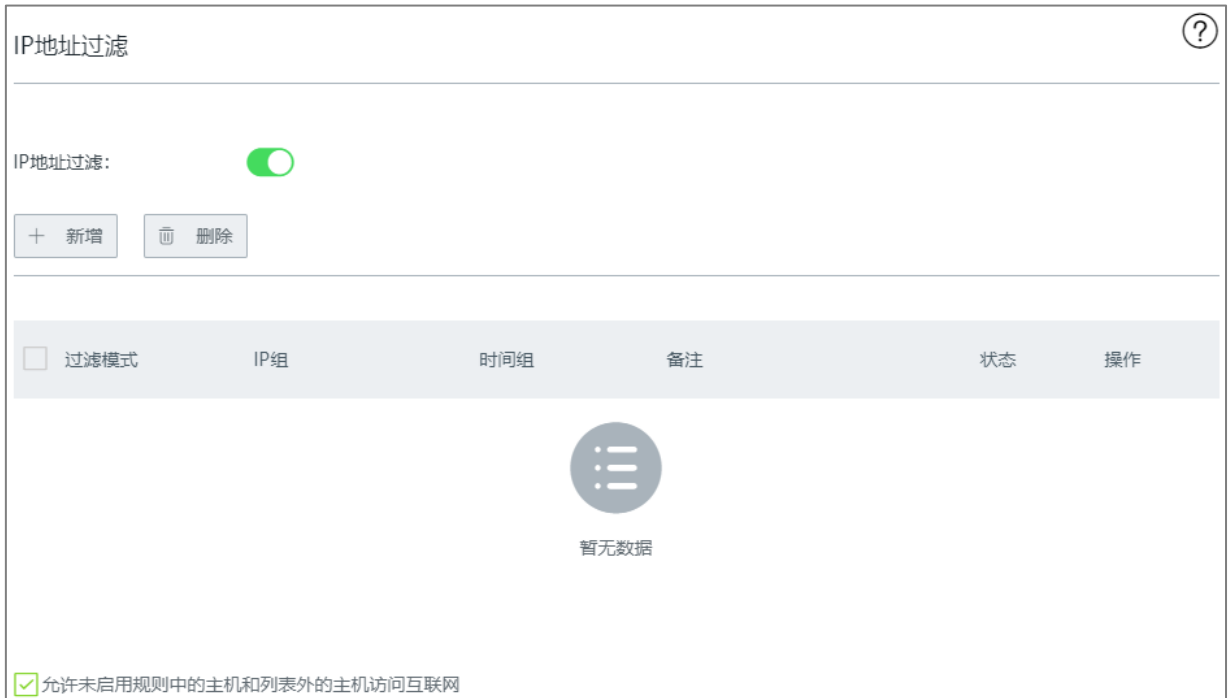 IP地址过滤
?
IP地址过滤:
+ 新增 删除
过滤模式 IP组 时间组 备注 状态 操作
暂无数据
允许未启用规则中的主机和列表外的主机访问互联网